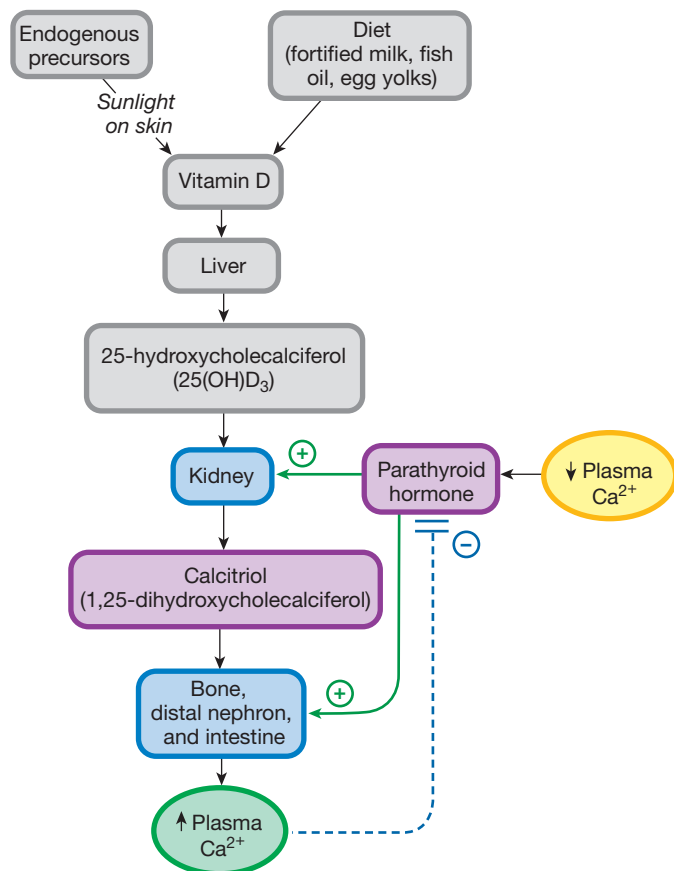 Endogenous
precursors
Diet
(fortified milk, fish
oil, egg yolks)
Sunlight
on skin
Vitamin D
Liver
25-hydroxycholecalciferol
(25(OH)D₃)
+
Kidney
Parathyroid
hormone
↓ Plasma
Ca²⁺
−
Calcitriol
(1,25-dihydroxycholecalciferol)
+
Bone,
distal nephron,
and intestine
↑ Plasma
Ca²⁺